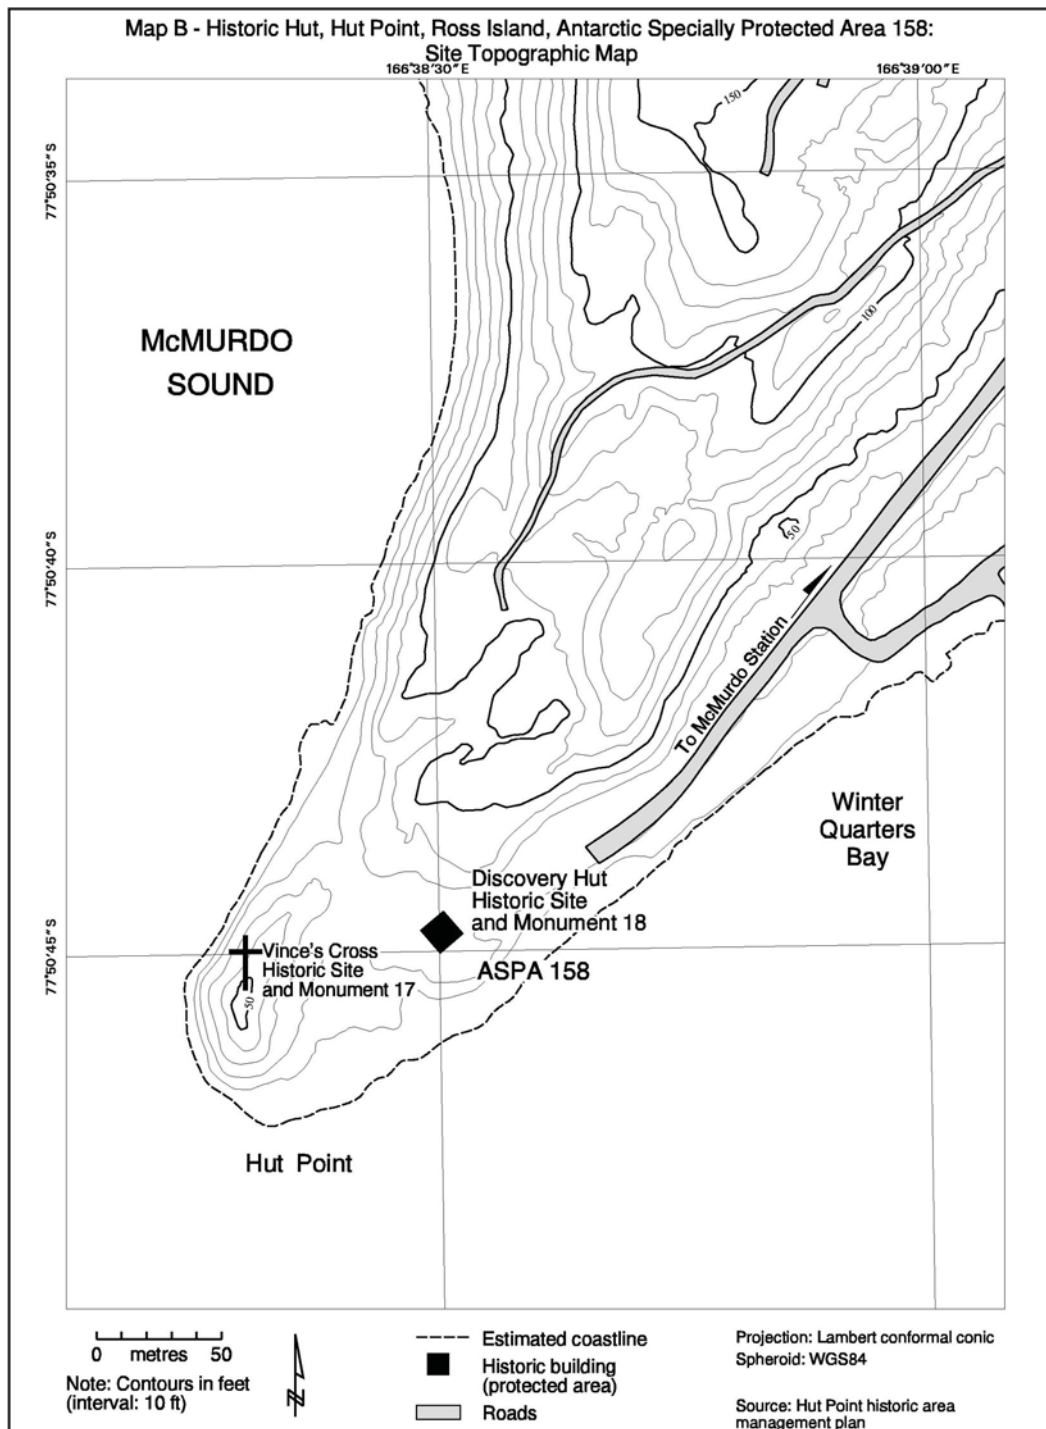 Map B - Historic Hut, Hut Point, Ross Island, Antarctic Specially Protected Area 158:
Site Topographic Map
166°38'30"E
166°39'00"E
150
77°50'35"S
McMURDO
SOUND
100
50
77°50'40"S
To McMurdo Station
Winter
Quarters
Bay
Discovery Hut
Historic Site
and Monument 18
ASPA 158
77°50'45"S
Vince's Cross
Historic Site
and Monument 17
50
Hut Point
0 metres 50
Note: Contours in feet
(interval: 10 ft)
N
Estimated coastline
Historic building
(protected area)
Roads
Projection: Lambert conformal conic
Spheroid: WGS84
Source: Hut Point historic area
management plan